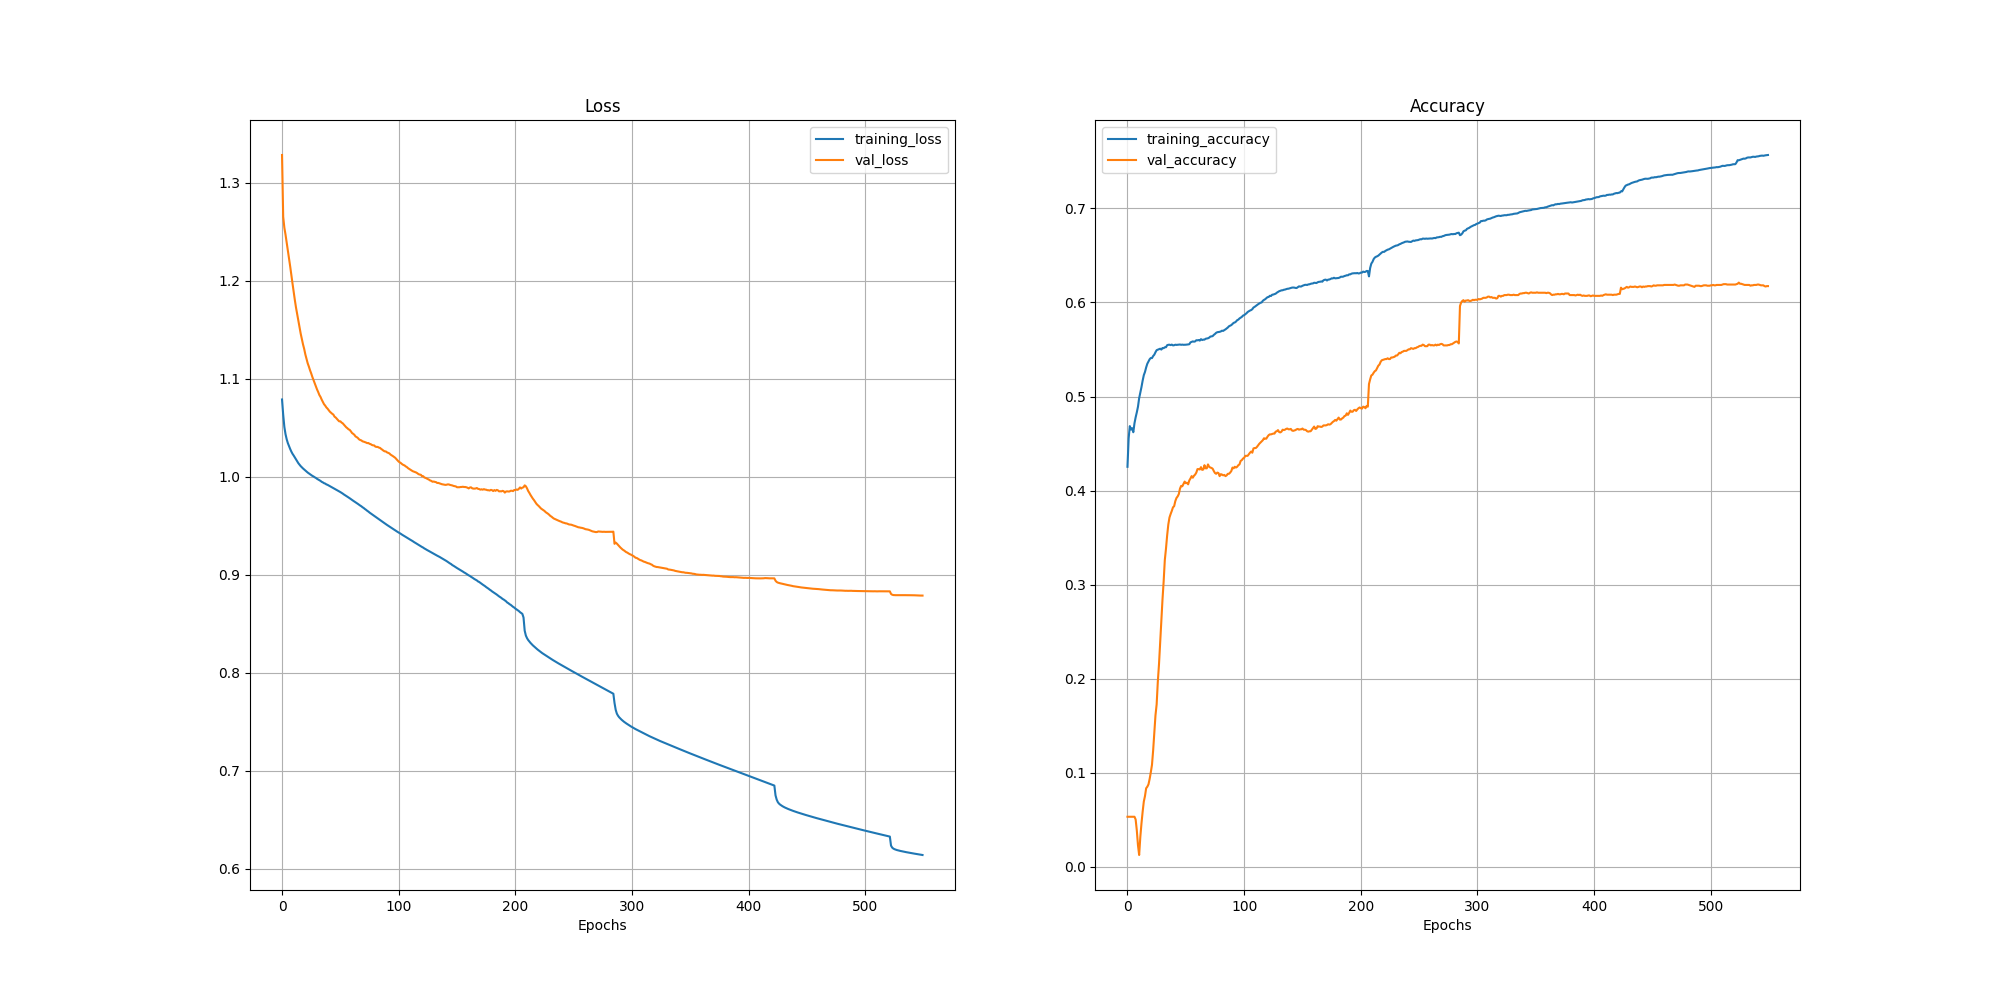 Loss
training_loss
val_loss
1.3
1.2
1.1
1.0
0.9
0.8
0.7
0.6
0 100 200 300 400 500
Epochs
Accuracy
training_accuracy
val_accuracy
0.7
0.6
0.5
0.4
0.3
0.2
0.1
0.0
0 100 200 300 400 500
Epochs